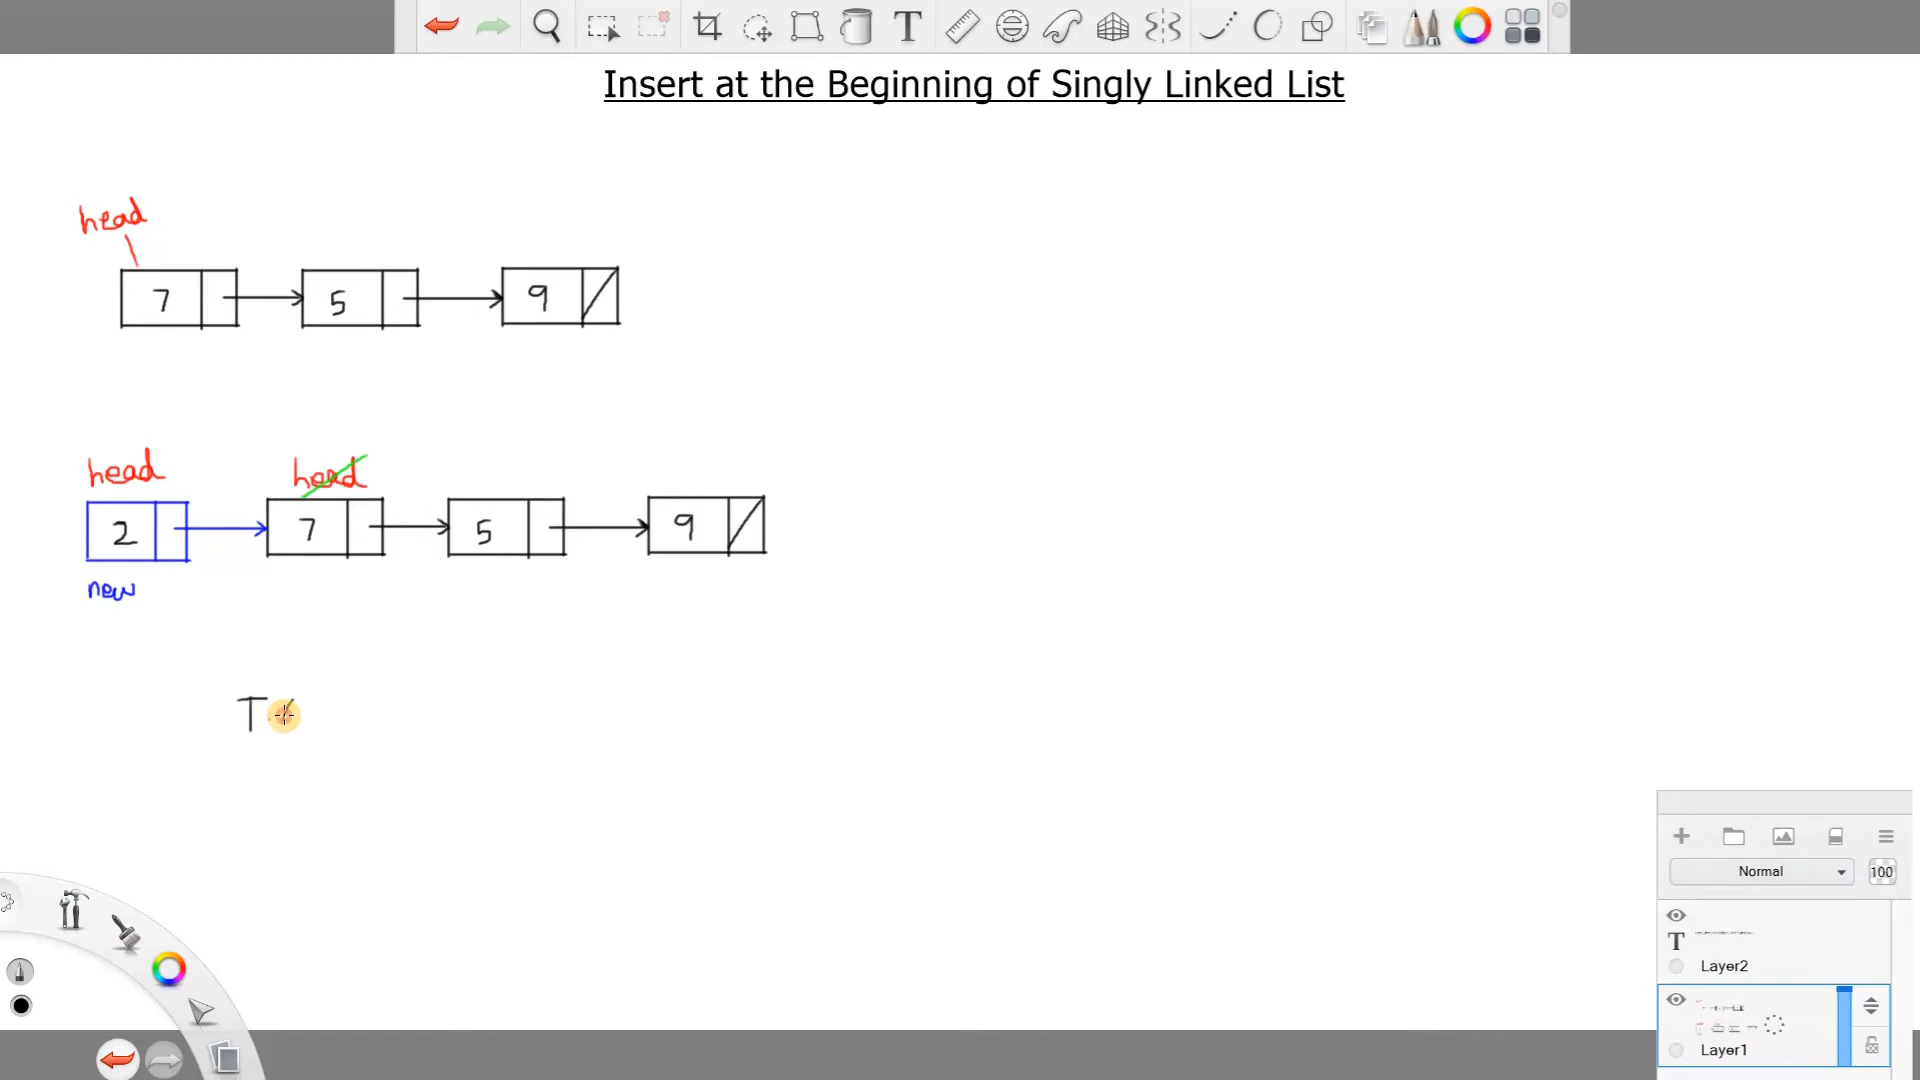 Insert at the Beginning of Singly Linked List
head
7 5 9
head head
2 7 5 9
new
T
Normal 100
T
Layer2
Layer1